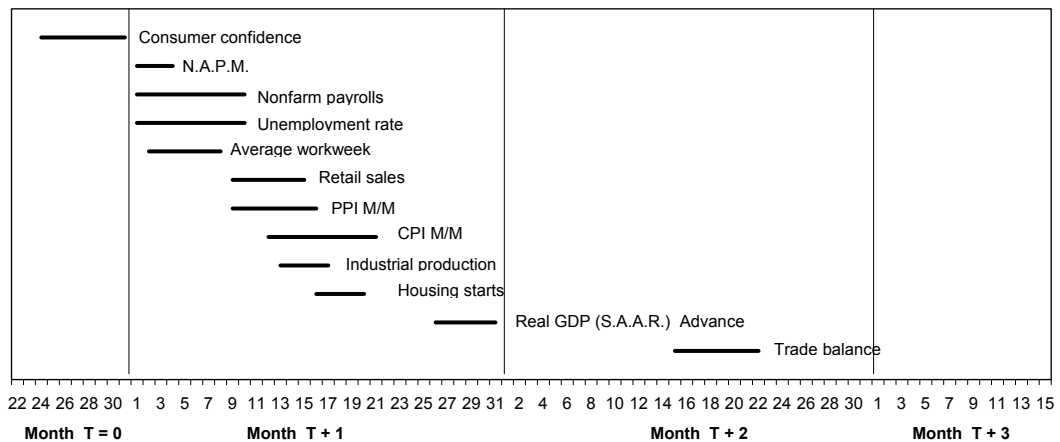 Consumer confidence
N.A.P.M.
Nonfarm payrolls
Unemployment rate
Average workweek
Retail sales
PPI M/M
CPI M/M
Industrial production
Housing starts
Real GDP (S.A.A.R.) Advance
Trade balance
22 24 26 28 30 1 3 5 7 9 11 13 15 17 19 21 23 25 27 29 31 2 4 6 8 10 12 14 16 18 20 22 24 26 28 30 1 3 5 7 9 11 13 15
Month T = 0 Month T + 1 Month T + 2 Month T + 3